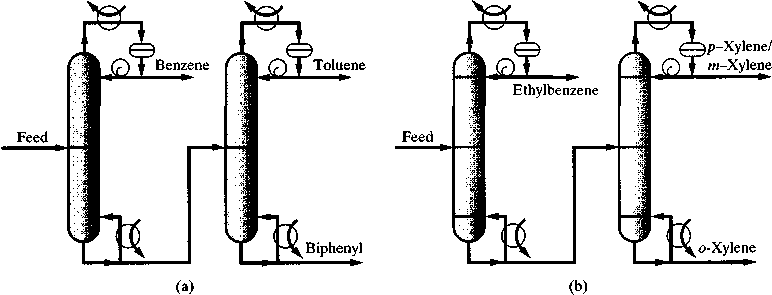 Benzene
Toluene
Feed
Biphenyl
(a)
p–Xylene/
m–Xylene
Ethylbenzene
Feed
o-Xylene
(b)